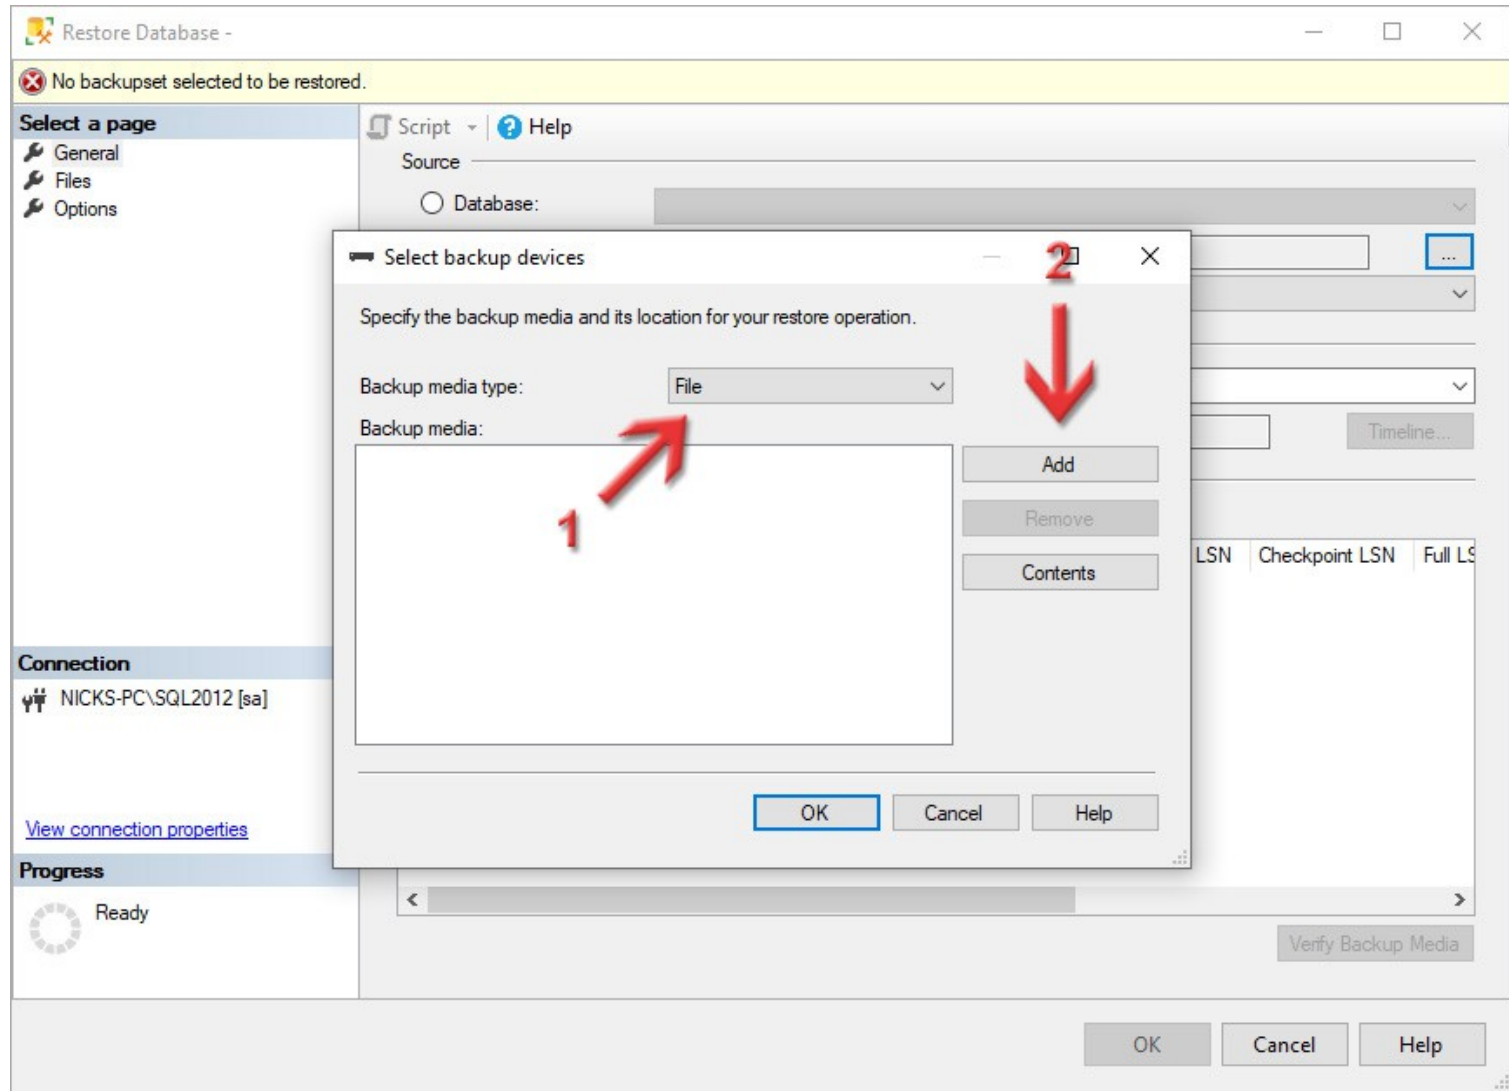 Restore Database -
No backupset selected to be restored.
Select a page
General
Files
Options
Script
Help
Source
Database:
...
Select backup devices
2
Specify the backup media and its location for your restore operation.
Backup media type:
File
Backup media:
1
Add
Remove
Contents
OK
Cancel
Help
Timeline...
LSN
Checkpoint LSN
Full LS
Connection
NICKS-PC\SQL2012 [sa]
View connection properties
Progress
Ready
Verify Backup Media
OK
Cancel
Help